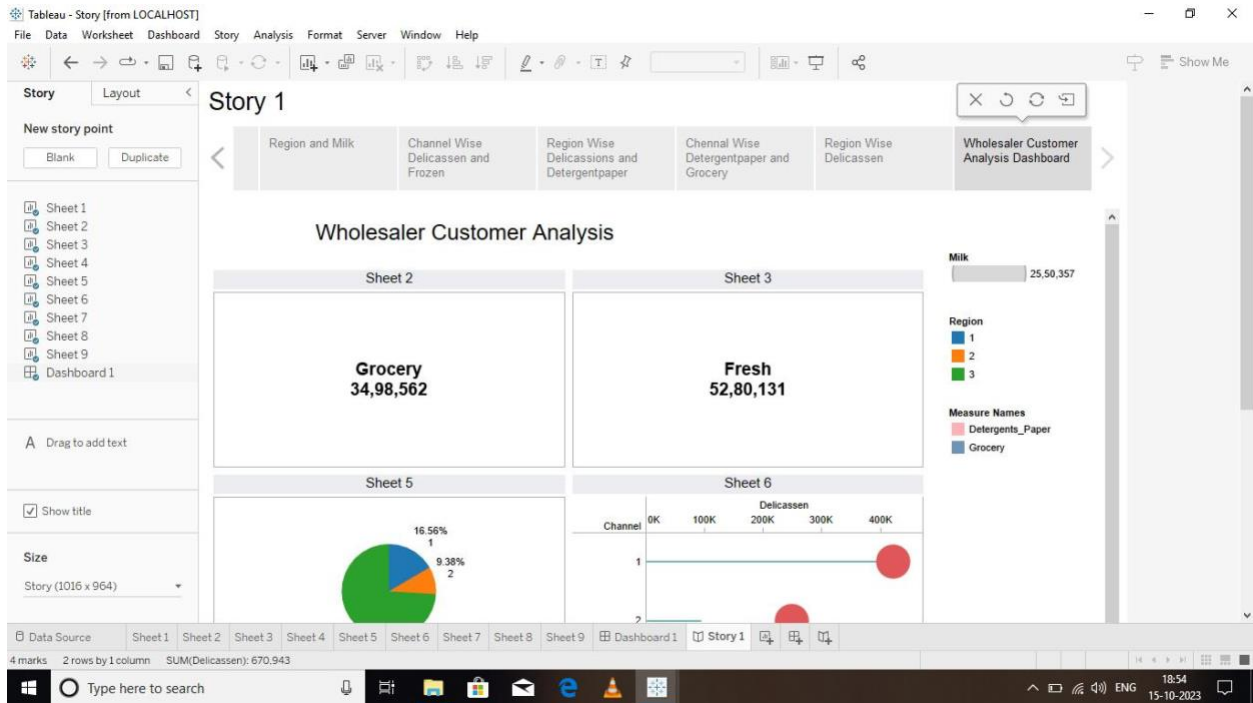 Tableau - Story [from LOCALHOST]
File Data Worksheet Dashboard Story Analysis Format Server Window Help
Show Me
Story Layout
New story point
Blank Duplicate
Sheet 1
Sheet 2
Sheet 3
Sheet 4
Sheet 5
Sheet 6
Sheet 7
Sheet 8
Sheet 9
Dashboard 1
A Drag to add text
Show title
Size
Story (1016 x 964)
Story 1
Region and Milk
Channel Wise
Delicassen and
Frozen
Region Wise
Delicassions and
Detergentpaper
Chennal Wise
Detergentpaper and
Grocery
Region Wise
Delicassen
Wholesaler Customer
Analysis Dashboard
Wholesaler Customer Analysis
Sheet 2
Grocery
34,98,562
Sheet 3
Fresh
52,80,131
Sheet 5
16.56%
1
9.38%
2
Sheet 6
Delicassen
Channel 0K 100K 200K 300K 400K
1
2
Milk
25,50,357
Region
1
2
3
Measure Names
Detergents_Paper
Grocery
Data Source Sheet 1 Sheet 2 Sheet 3 Sheet 4 Sheet 5 Sheet 6 Sheet 7 Sheet 8 Sheet 9 Dashboard 1 Story 1
4 marks 2 rows by 1 column SUM(Delicassen): 670.943
Type here to search
ENG
18:54
15-10-2023